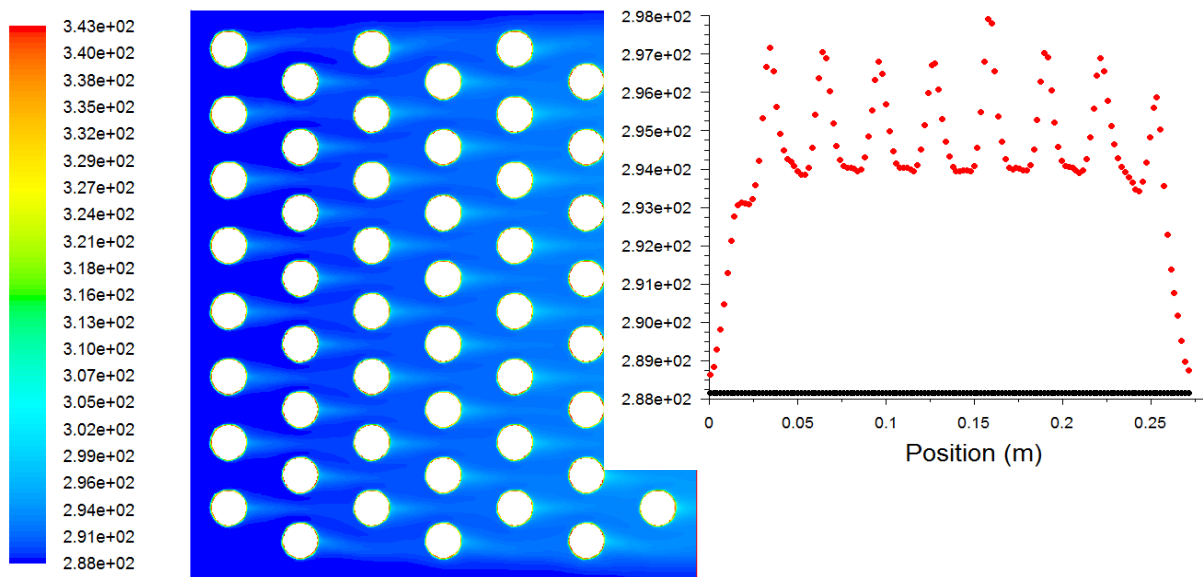 3.43e+02
3.40e+02
3.38e+02
3.35e+02
3.32e+02
3.29e+02
3.27e+02
3.24e+02
3.21e+02
3.18e+02
3.16e+02
3.13e+02
3.10e+02
3.07e+02
3.05e+02
3.02e+02
2.99e+02
2.96e+02
2.94e+02
2.91e+02
2.88e+02
2.98e+02
2.97e+02
2.96e+02
2.95e+02
2.94e+02
2.93e+02
2.92e+02
2.91e+02
2.90e+02
2.89e+02
2.88e+02
0 0.05 0.1 0.15 0.2 0.25
Position (m)